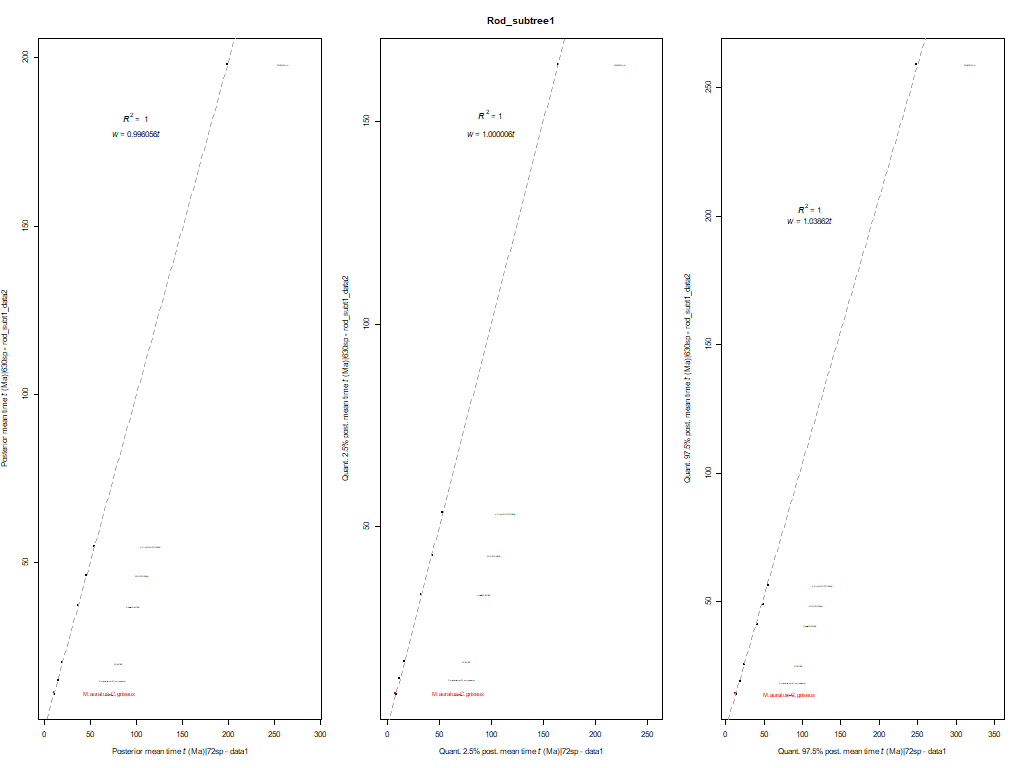 Rod_subtree1
R2 = 1
w = 0.996056t
200
150
100
50
0 50 100 150 200 250 300
Posterior mean time t (Ma)|630sp - rod_subt1_data2
Posterior mean time t (Ma)|72sp - data1
R2 = 1
w = 1.000006t
150
100
50
0 50 100 150 200 250
Quant. 2.5% post. mean time t (Ma)|630sp - rod_subt1_data2
Quant. 2.5% post. mean time t (Ma)|72sp - data1
R2 = 1
w = 1.03862t
250
200
150
100
50
0 50 100 150 200 250 300 350
Quant. 97.5% post. mean time t (Ma)|630sp - rod_subt1_data2
Quant. 97.5% post. mean time t (Ma)|72sp - data1